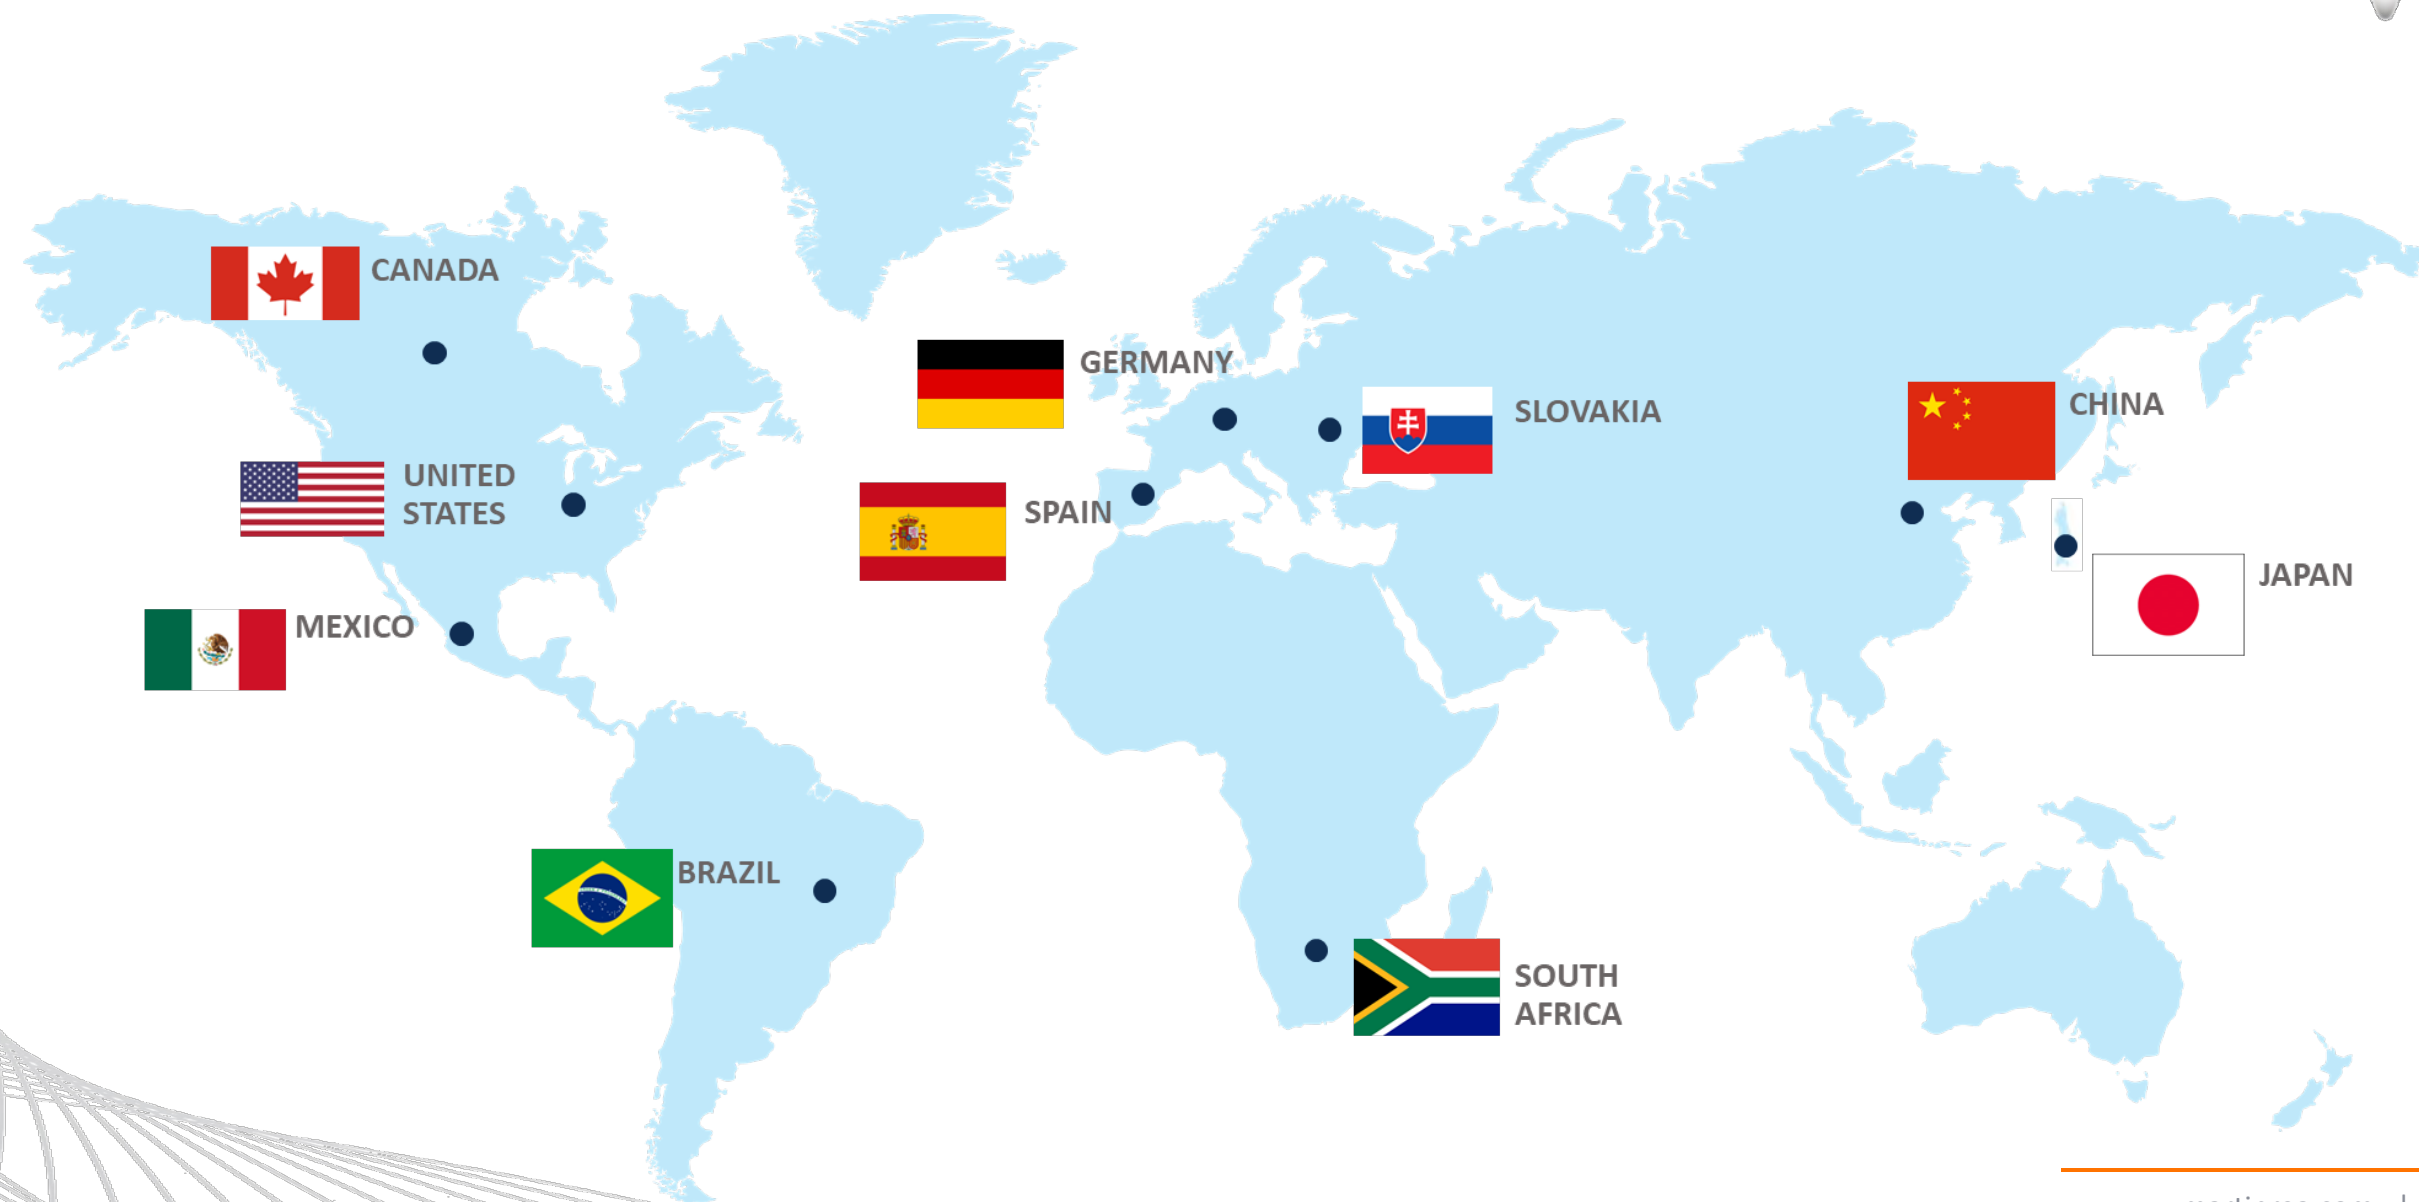 CANADA
GERMANY
SLOVAKIA
CHINA
UNITED
STATES
SPAIN
JAPAN
MEXICO
BRAZIL
SOUTH
AFRICA